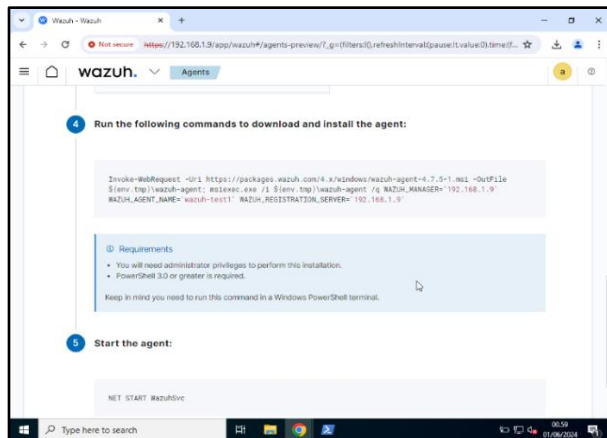 Wazuh - Wazuh
Not secure https://192.168.1.9/app/wazuh#/agents-preview/?_g=(filters:!(),refreshInterval:(pause:!t,value:0),time:(f...
wazuh. Agents a
4 Run the following commands to download and install the agent:
Invoke-WebRequest -Uri https://packages.wazuh.com/4.x/windows/wazuh-agent-4.7.5-1.msi -OutFile
${env.tmp}\wazuh-agent; msiexec.exe /i ${env.tmp}\wazuh-agent /q WAZUH_MANAGER='192.168.1.9'
WAZUH_AGENT_NAME='wazuh-test1' WAZUH_REGISTRATION_SERVER='192.168.1.9'
Requirements
• You will need administrator privileges to perform this installation.
• PowerShell 3.0 or greater is required.
Keep in mind you need to run this command in a Windows PowerShell terminal.
5 Start the agent:
NET START WazuhSvc
Type here to search
00.59
01/06/2024